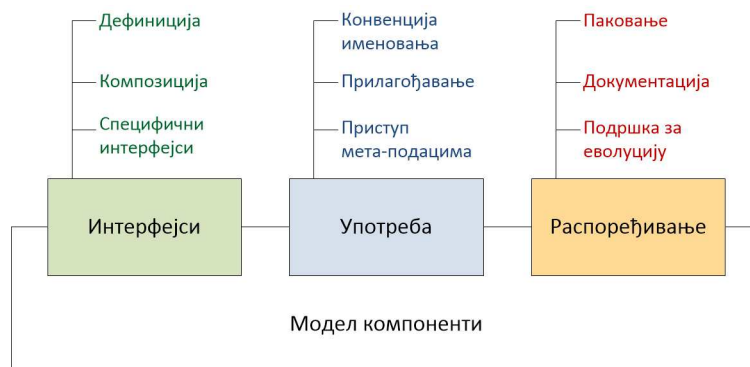 Дефиниција
Композиција
Специфични
интерфејси
Конвенција
именовања
Прилагођавање
Приступ
мета-подацима
Паковање
Документација
Подршка за
еволуцију
Интерфејси
Употреба
Распоређивање
Модел компоненти